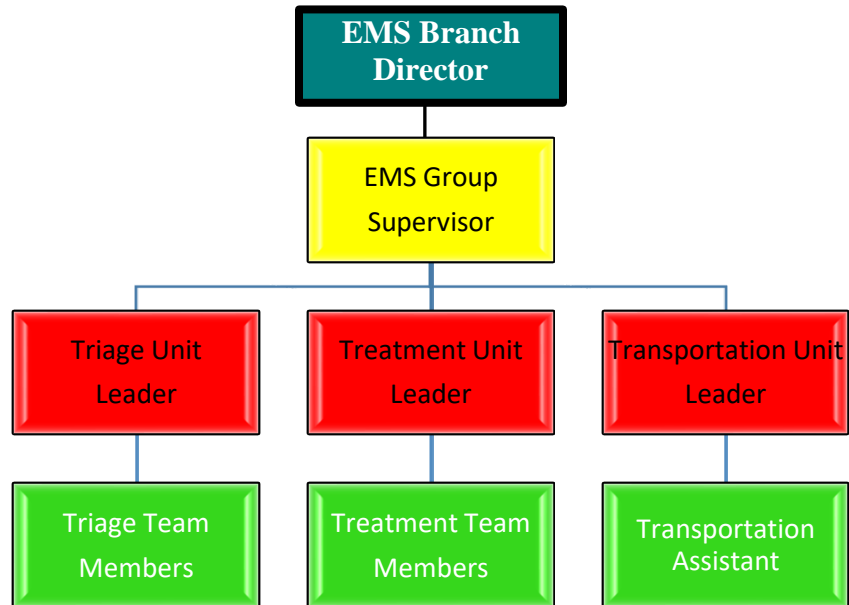 EMS Branch
Director
EMS Group
Supervisor
Triage Unit
Leader
Treatment Unit
Leader
Transportation Unit
Leader
Triage Team
Members
Treatment Team
Members
Transportation
Assistant